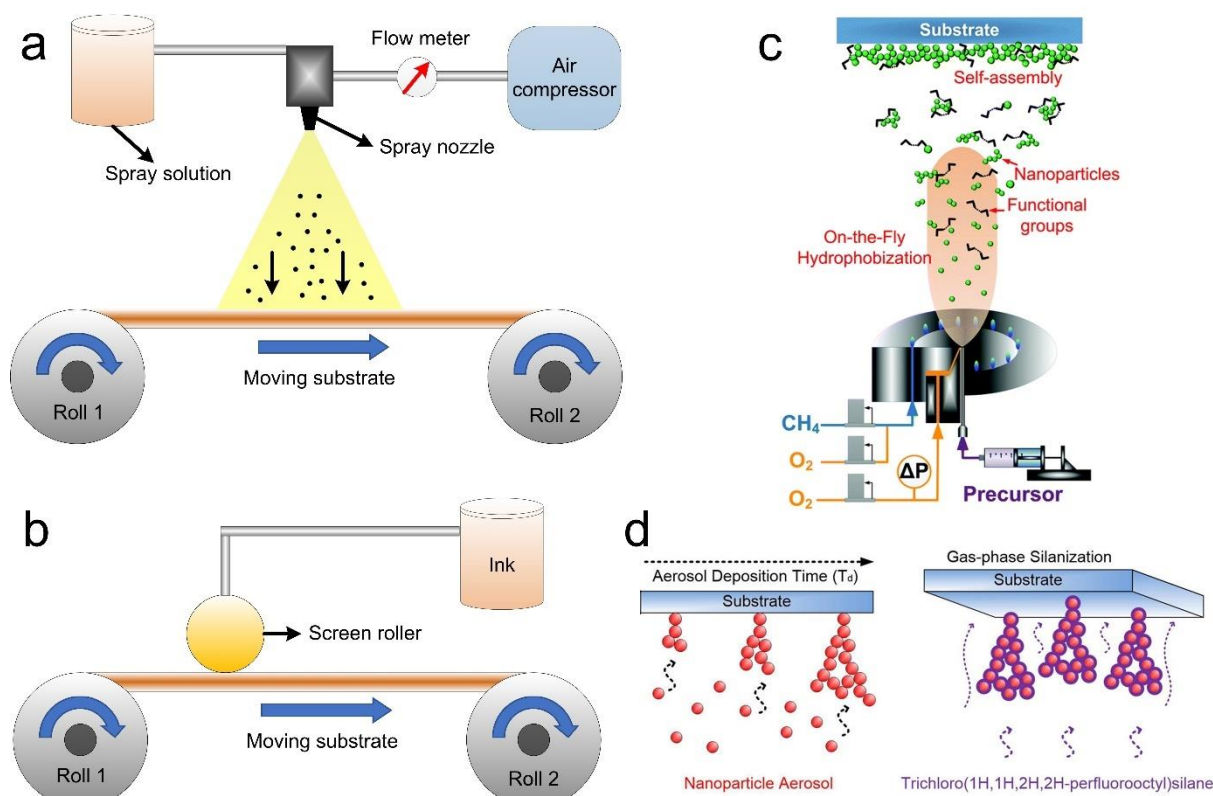 a
Flow meter
Air
compressor
Spray nozzle
Spray solution
Moving substrate
Roll 1
Roll 2
b
Ink
Screen roller
Moving substrate
Roll 1
Roll 2
c
Substrate
Self-assembly
Nanoparticles
Functional
groups
On-the-Fly
Hydrophobization
CH₄
O₂
O₂
ΔP
Precursor
d
Aerosol Deposition Time (Td)
Substrate
Nanoparticle Aerosol
Gas-phase Silanization
Substrate
Trichloro(1H,1H,2H,2H-perfluorooctyl)silane